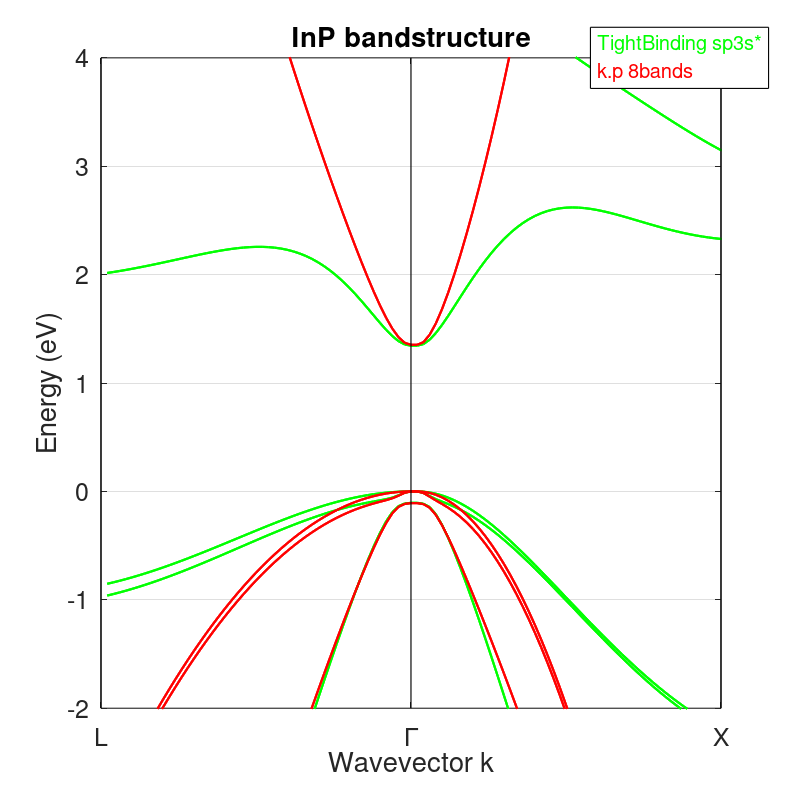 InP bandstructure
TightBinding sp3s*
k.p 8bands
4
3
2
1
0
-1
-2
Energy (eV)
L
Γ
X
Wavevector k